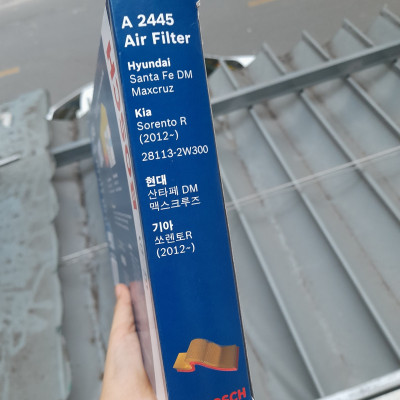 A 2445
Air Filter
Hyundai
Santa Fe DM
Maxcruz
Kia
Sorento R
(2012~)
28113-2W300
현대
산타페 DM
맥스크루즈
기아
쏘렌토R
(2012~)